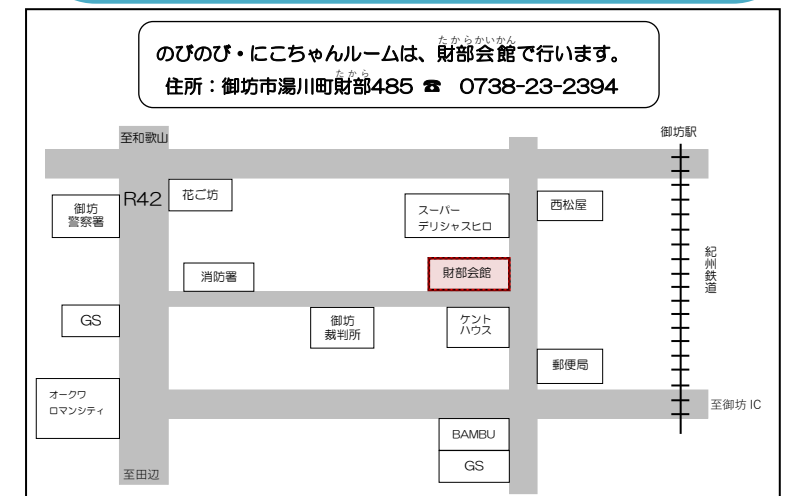 のびのび・にこちゃんルームは、財部会館で行います。
たからかいかん
住所：御坊市湯川町財部485 ☎ 0738-23-2394
たから
至和歌山
御坊駅
R42
花ご坊
御坊
警察署
スーパー
デリシャスヒロ
西松屋
消防署
財部会館
紀州鉄道
GS
御坊
裁判所
ケント
ハウス
郵便局
オークワ
ロマンシティ
至御坊 IC
BAMBU
GS
至田辺